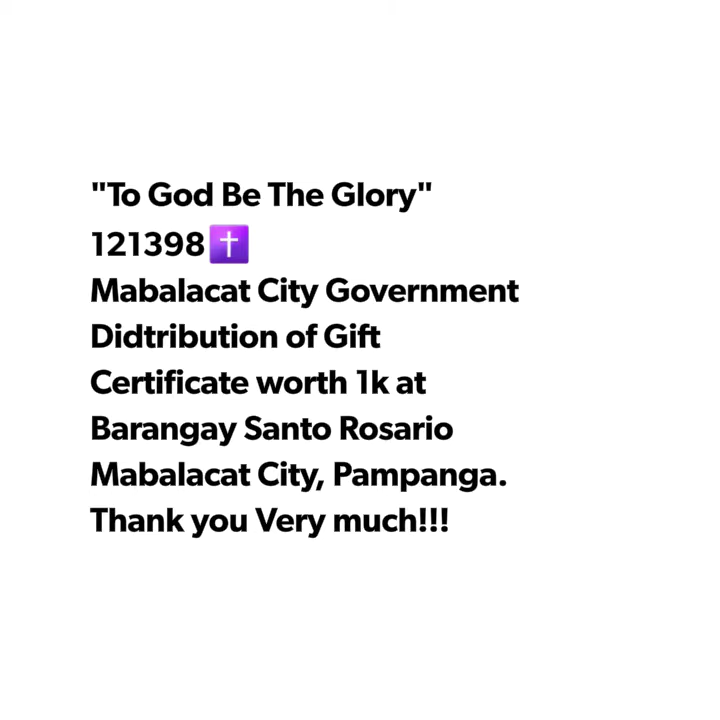 "To God Be The Glory"
121398✝️
Mabalacat City Government
Didtribution of Gift
Certificate worth 1k at
Barangay Santo Rosario
Mabalacat City, Pampanga.
Thank you Very much!!!